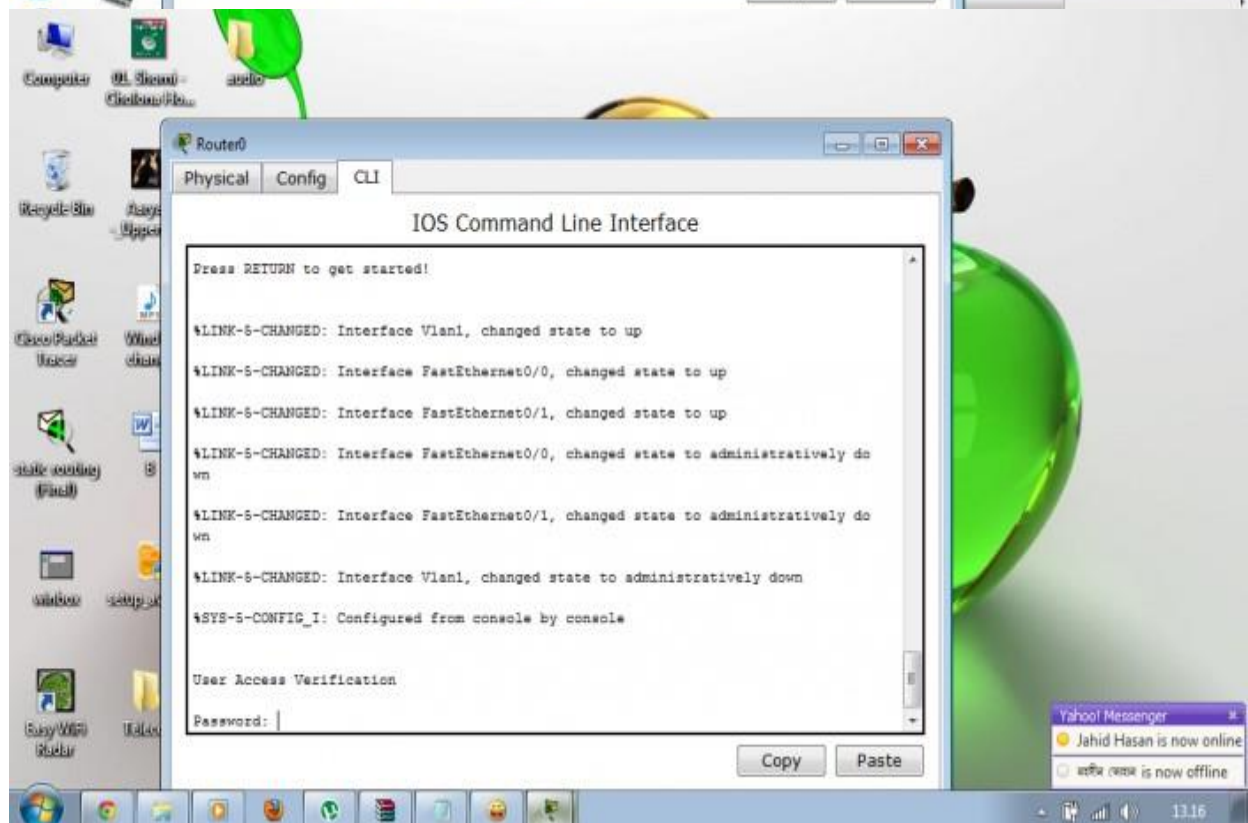 Computer
audio
Router0
Physical Config CLI
Recycle Bin
IOS Command Line Interface
Press RETURN to get started!
%LINK-5-CHANGED: Interface Vlan1, changed state to up
%LINK-5-CHANGED: Interface FastEthernet0/0, changed state to up
%LINK-5-CHANGED: Interface FastEthernet0/1, changed state to up
%LINK-5-CHANGED: Interface FastEthernet0/0, changed state to administratively do
wn
%LINK-5-CHANGED: Interface FastEthernet0/1, changed state to administratively do
wn
%LINK-5-CHANGED: Interface Vlan1, changed state to administratively down
%SYS-5-CONFIG_I: Configured from console by console
User Access Verification
Password:
Copy Paste
Cisco Packet
Tracer
static routing
(Final)
B
winbox
Easy WiFi
Radar
Yahoo! Messenger
Jahid Hasan is now online
is now offline
13.16